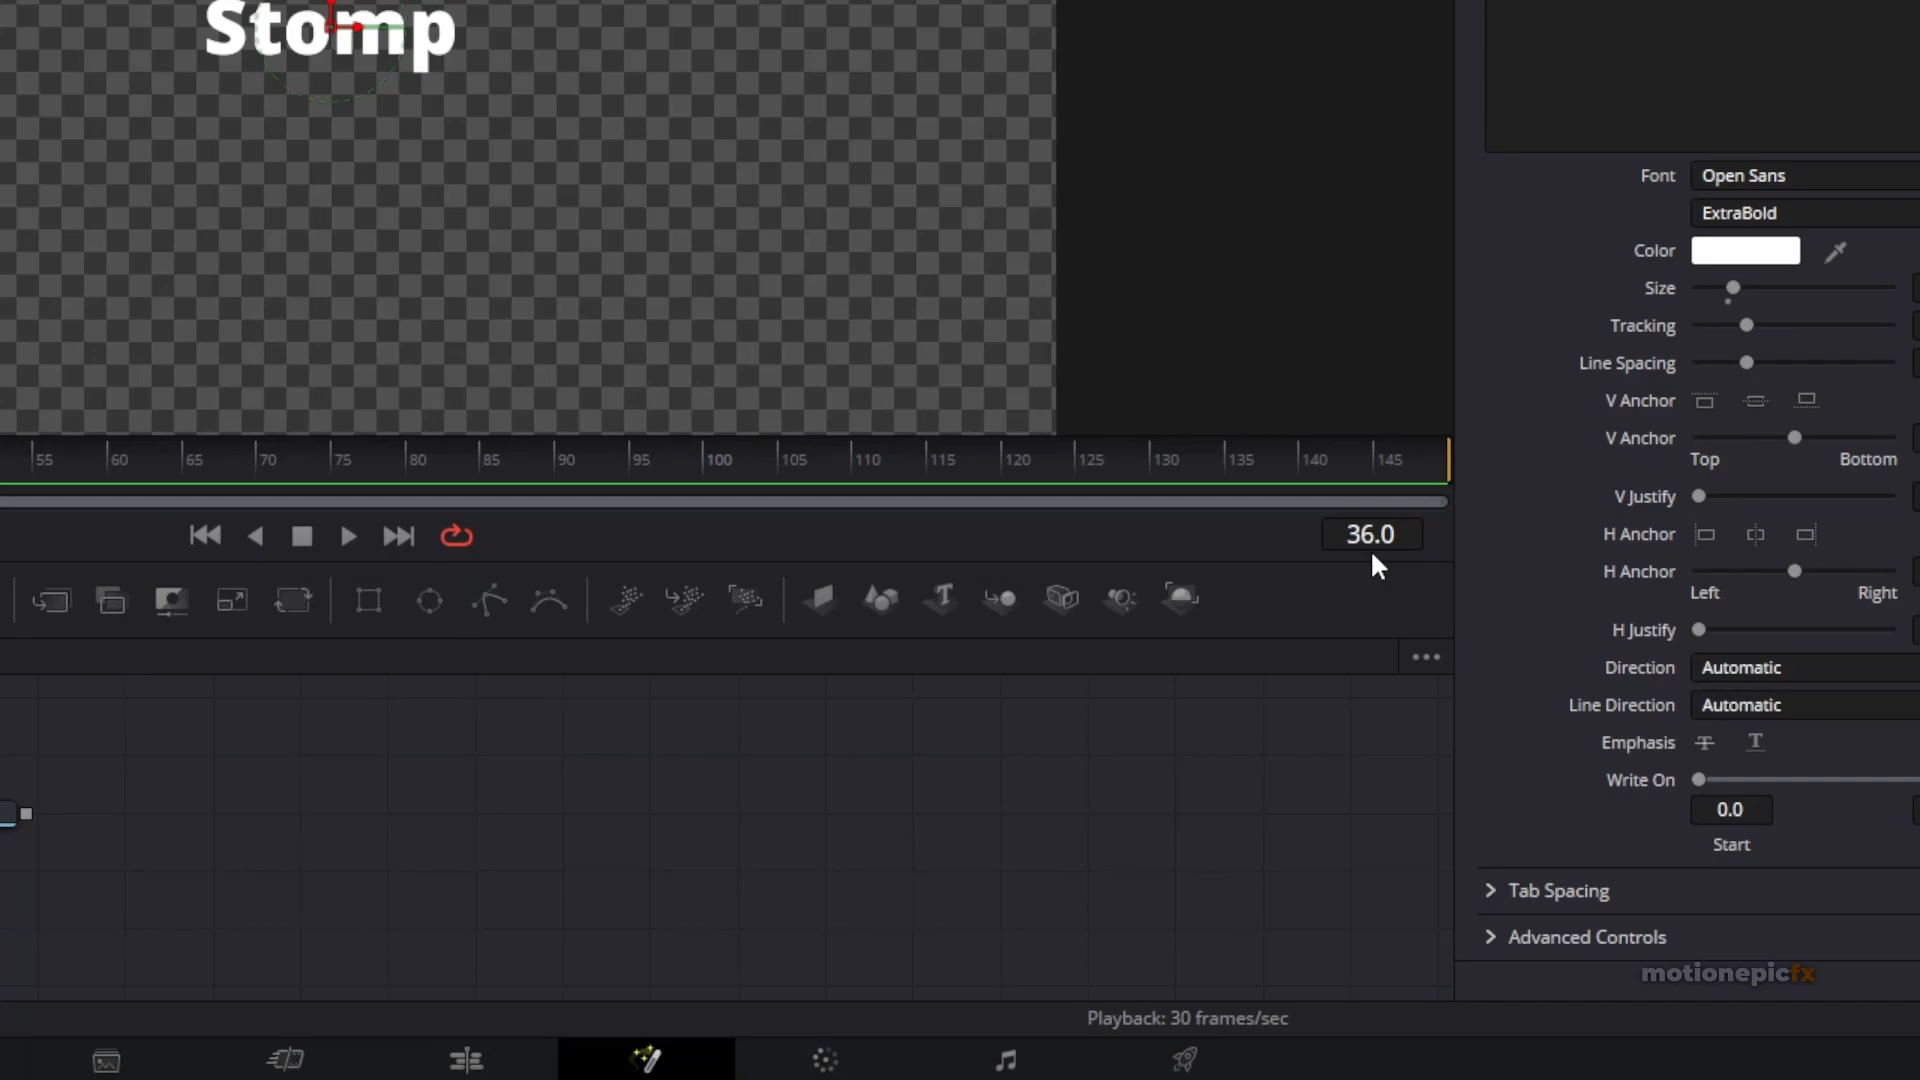 Stomp
Font
Open Sans
ExtraBold
Color
Size
Tracking
Line Spacing
V Anchor
V Anchor
Top
Bottom
V Justify
H Anchor
H Anchor
Left
Right
H Justify
Direction
Automatic
Line Direction
Automatic
Emphasis
Write On
0.0
Start
Tab Spacing
Advanced Controls
55 60 65 70 75 80 85 90 95 100 105 110 115 120 125 130 135 140 145
36.0
motionepicfx
Playback: 30 frames/sec